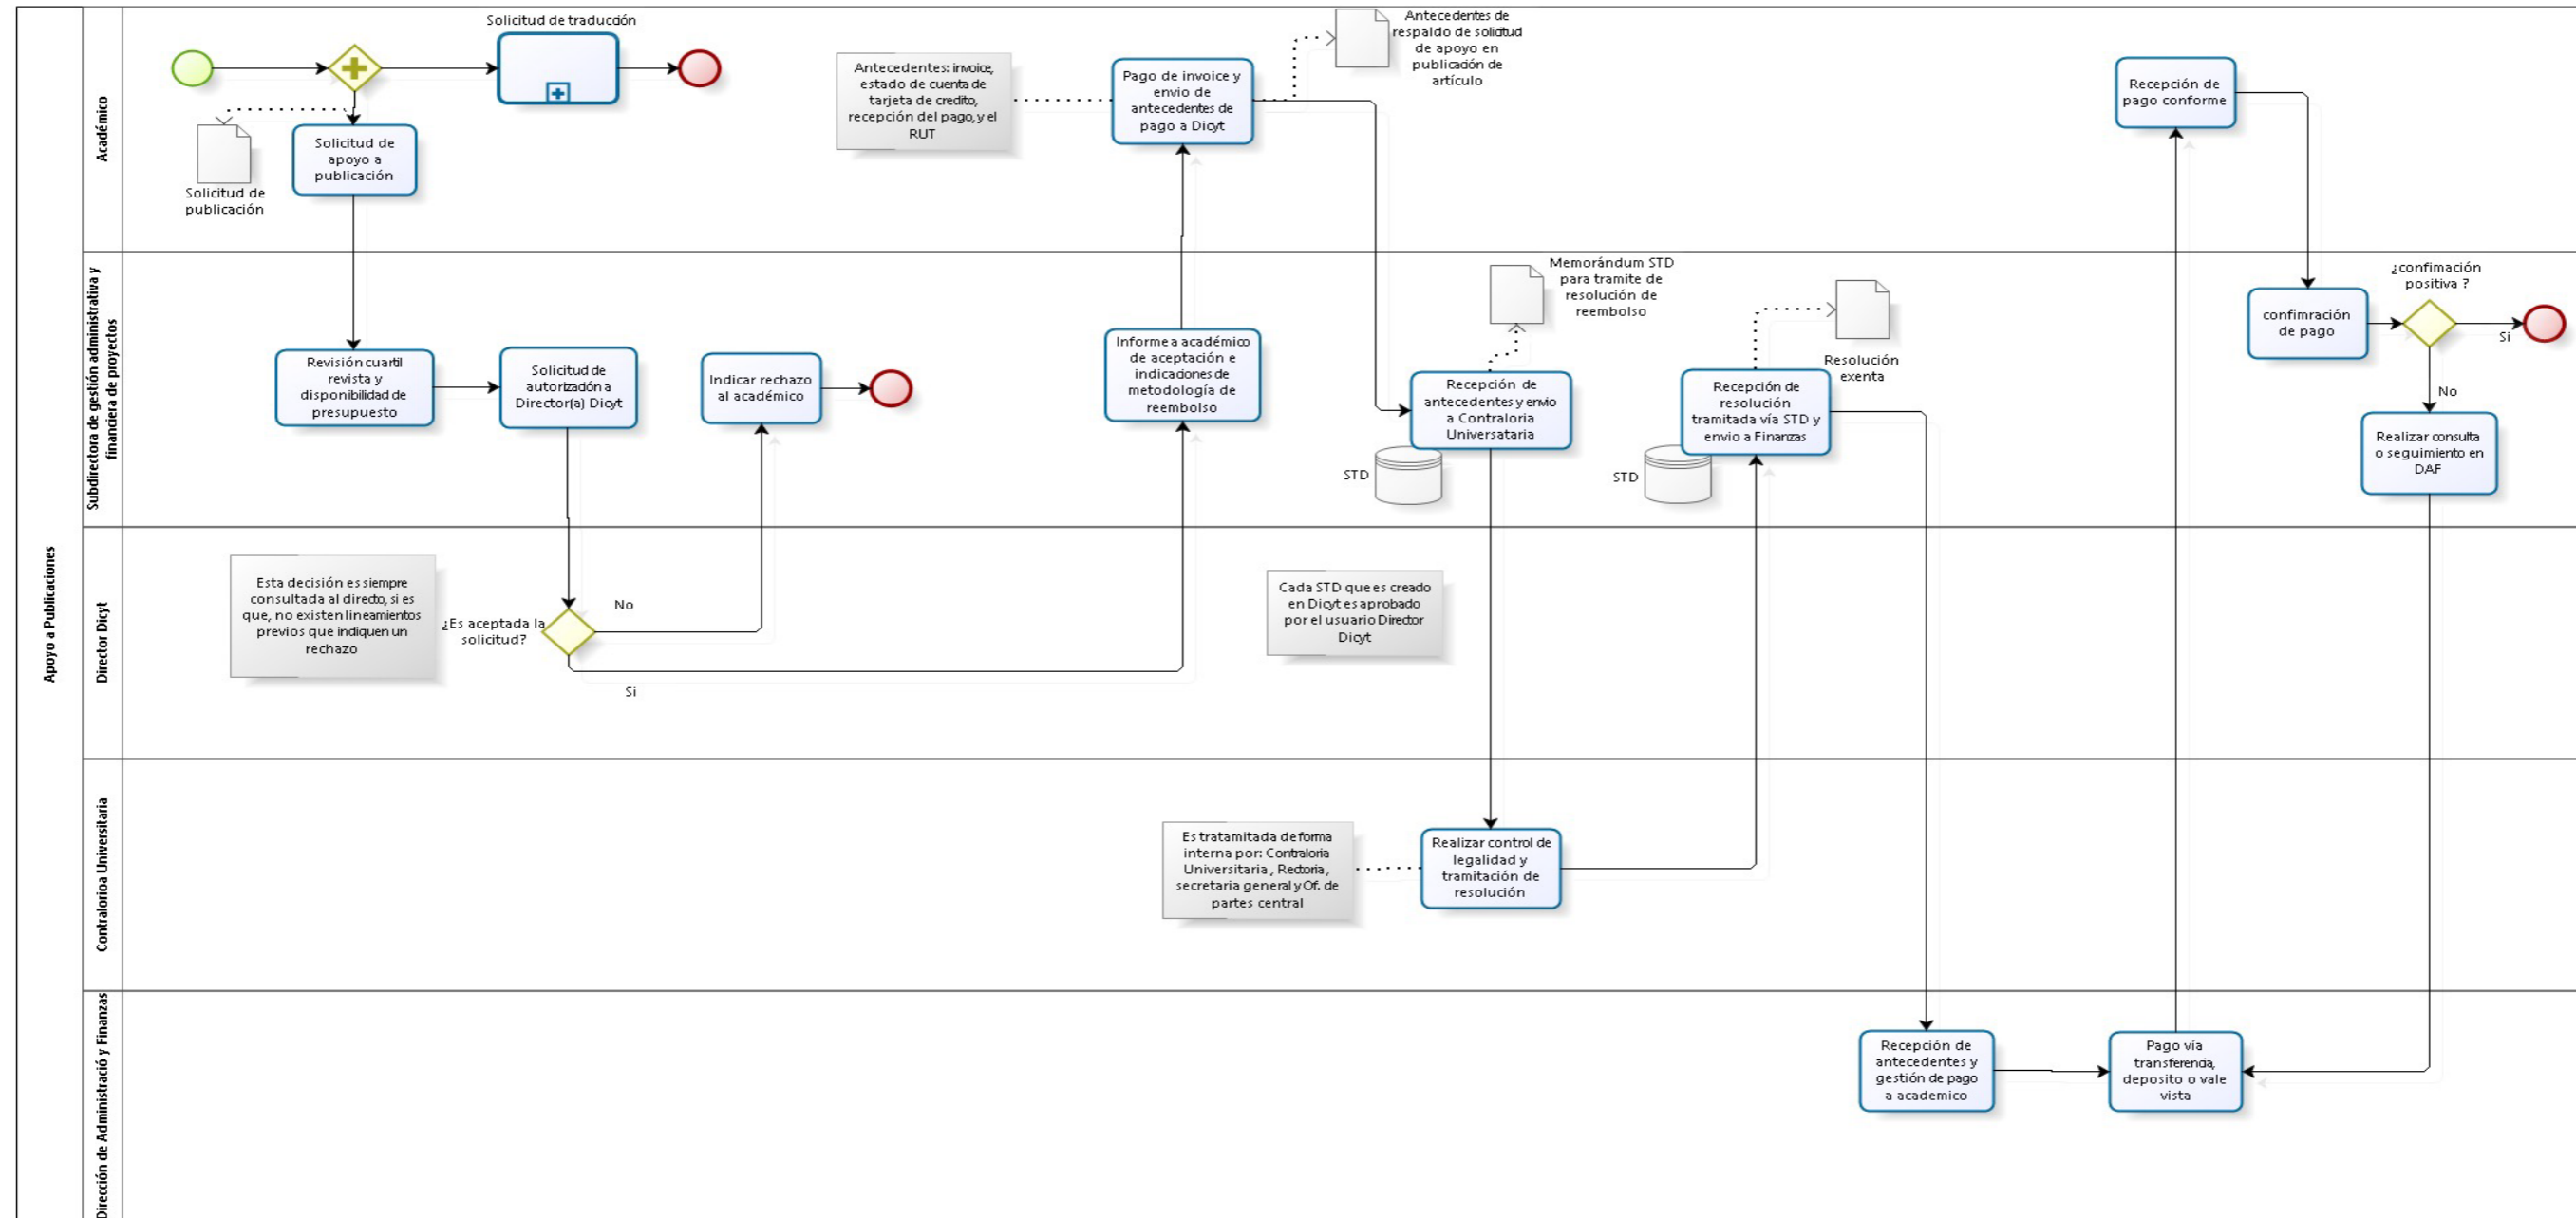 Apoyo a Publicaciones
Académico
Solicitud de traducción
Solicitud de
publicación
Solicitud de
apoyo a
publicación
Antecedentes: invoice,
estado de cuenta de
tarjeta de credito,
recepción del pago, y el
RUT
Pago de invoice y
envio de
antecedentes de
pago a Dicyt
Antecedentes de
respaldo de solicitud
de apoyo en
publicación de
artículo
Recepción de
pago conforme
Subdirectora de gestión administrativa y
financiera de proyectos
Revisión cuartil
revista y
disponibilidad de
presupuesto
Solicitud de
autorización a
Director(a) Dicyt
Indicar rechazo
al académico
Informe a académico
de aceptación e
indicaciones de
metodología de
reembolso
Memorándum STD
para tramite de
resolución de
reembolso
Recepción de
antecedentes y envio
a Contraloria
Universataria
STD
Resolución
exenta
Recepción de
resolución
tramitada vía STD y
envio a Finanzas
STD
confimración
de pago
¿confimación
positiva ?
Si
No
Realizar consulta
o seguimiento en
DAF
Director Dicyt
Esta decisión es siempre
consultada al directo, si es
que, no existen lineamientos
previos que indiquen un
rechazo
¿Es aceptada la
solicitud?
No
Si
Cada STD que es creado
en Dicyt es aprobado
por el usuario Director
Dicyt
Contralorioa Universitaria
Es tratamitada de forma
interna por: Contraloria
Universitaria , Rectoria,
secretaria general y Of. de
partes central
Realizar control de
legalidad y
tramitación de
resolución
Dirección de Administració y Finanzas
Recepción de
antecedentes y
gestión de pago
a academico
Pago vía
transferencia,
deposito o vale
vista